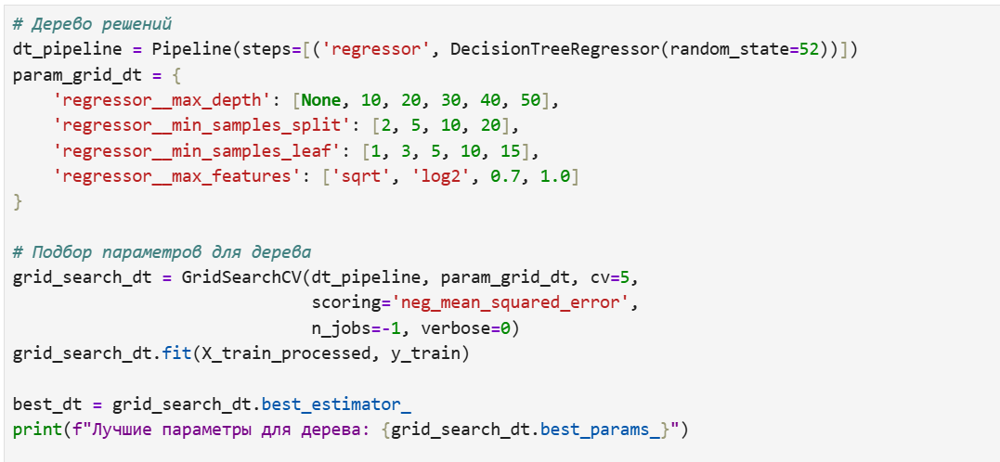 # Дерево решений
dt_pipeline = Pipeline(steps=[('regressor', DecisionTreeRegressor(random_state=52))])
param_grid_dt = {
    'regressor__max_depth': [None, 10, 20, 30, 40, 50],
    'regressor__min_samples_split': [2, 5, 10, 20],
    'regressor__min_samples_leaf': [1, 3, 5, 10, 15],
    'regressor__max_features': ['sqrt', 'log2', 0.7, 1.0]
}

# Подбор параметров для дерева
grid_search_dt = GridSearchCV(dt_pipeline, param_grid_dt, cv=5,
                              scoring='neg_mean_squared_error',
                              n_jobs=-1, verbose=0)
grid_search_dt.fit(X_train_processed, y_train)

best_dt = grid_search_dt.best_estimator_
print(f"Лучшие параметры для дерева: {grid_search_dt.best_params_}")